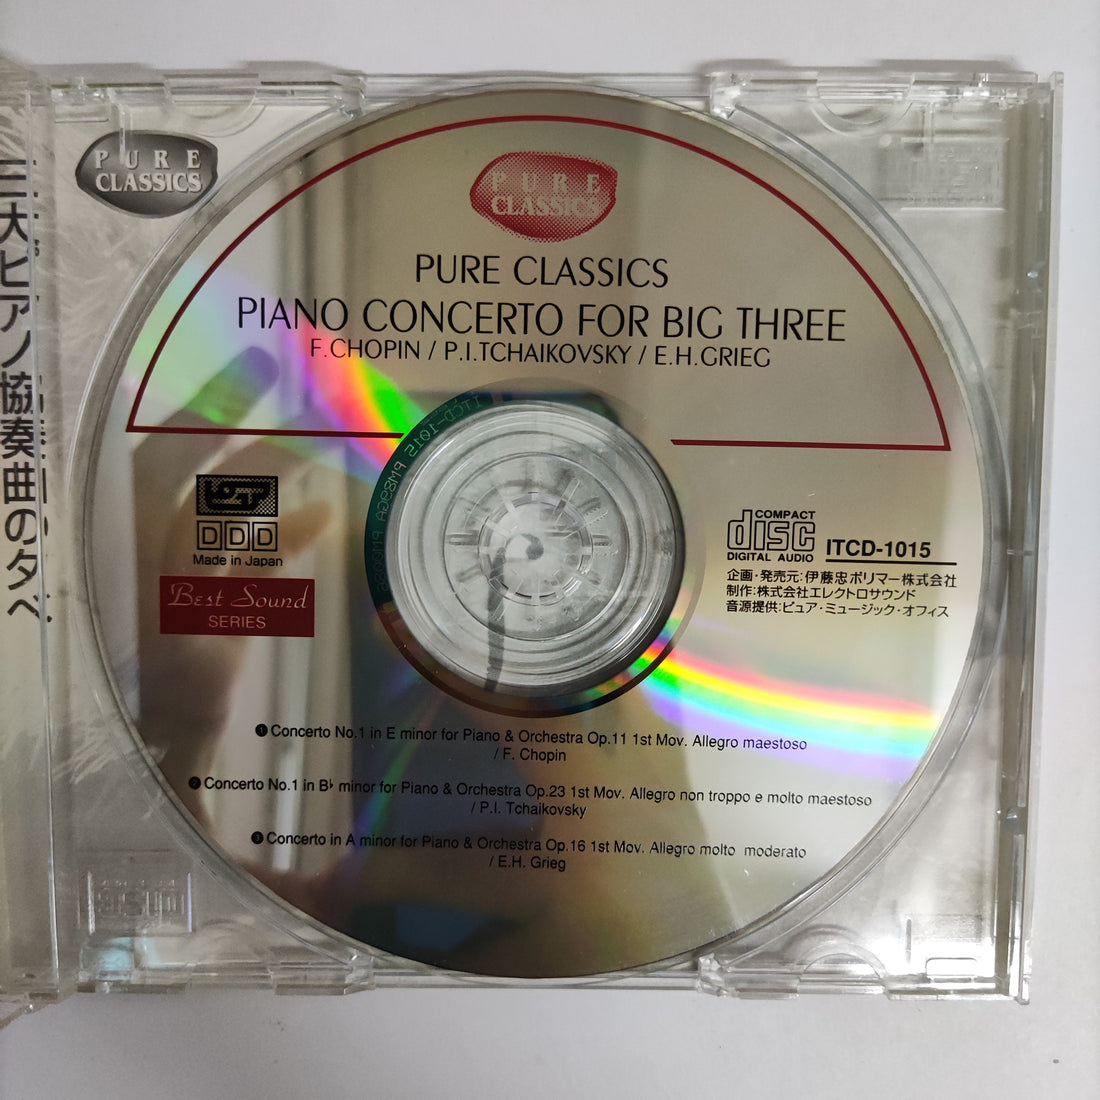 PURE
CLASSICS
三大ピアノ協奏曲の夕べ
PURE
CLASSICS
PURE CLASSICS
PIANO CONCERTO FOR BIG THREE
F.CHOPIN / P.I.TCHAIKOVSKY / E.H.GRIEG
ITCD-1015
DDD
Made in Japan
Best Sound
SERIES
COMPACT
disc
DIGITAL AUDIO
ITCD-1015
企画・発売元:伊藤忠ポリマー株式会社
制作:株式会社エレクトロサウンド
音源提供:ピュア・ミュージック・オフィス
❶ Concerto No.1 in E minor for Piano & Orchestra Op.11 1st Mov. Allegro maestoso
/ F. Chopin
❷ Concerto No.1 in B♭ minor for Piano & Orchestra Op.23 1st Mov. Allegro non troppo e molto maestoso
/ P.I. Tchaikovsky
❸ Concerto in A minor for Piano & Orchestra Op.16 1st Mov. Allegro molto moderato
/ E.H. Grieg